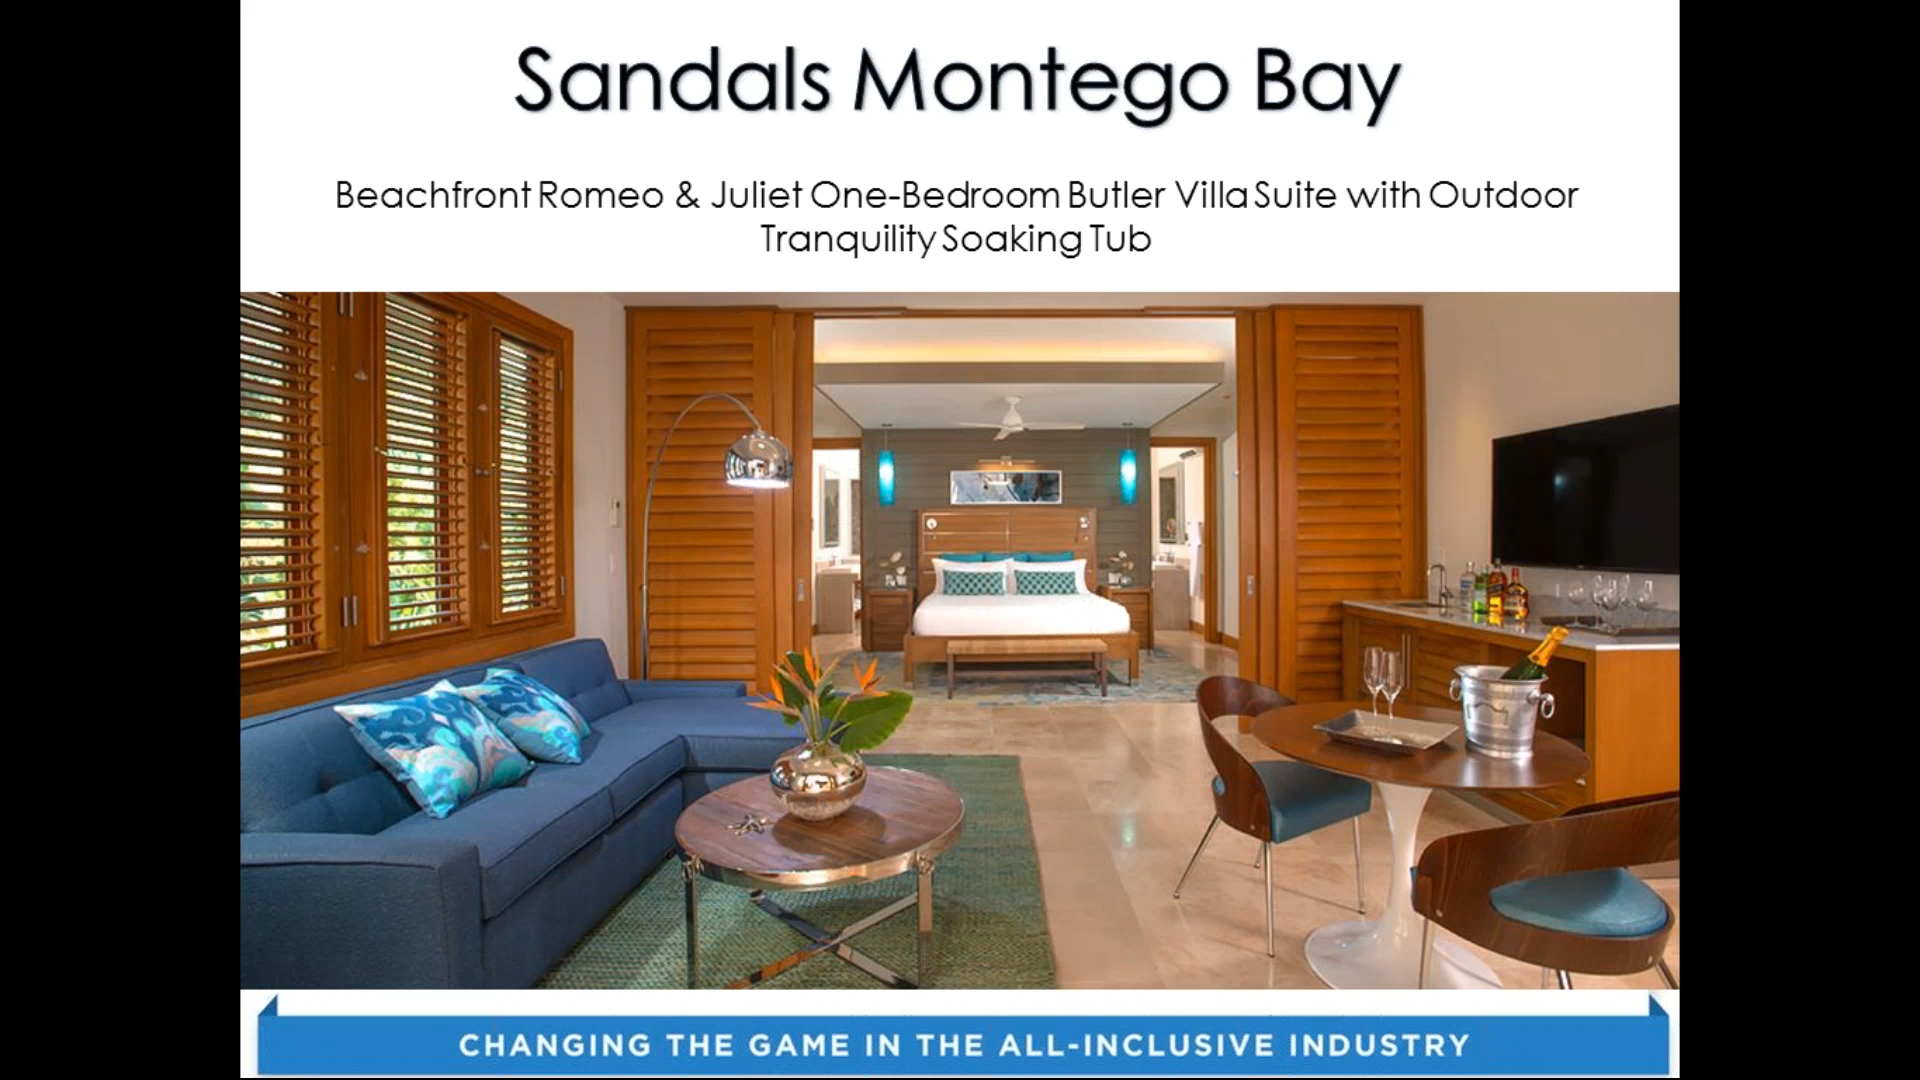 Sandals Montego Bay
Beachfront Romeo & Juliet One-Bedroom Butler Villa Suite with Outdoor
Tranquility Soaking Tub
CHANGING THE GAME IN THE ALL-INCLUSIVE INDUSTRY